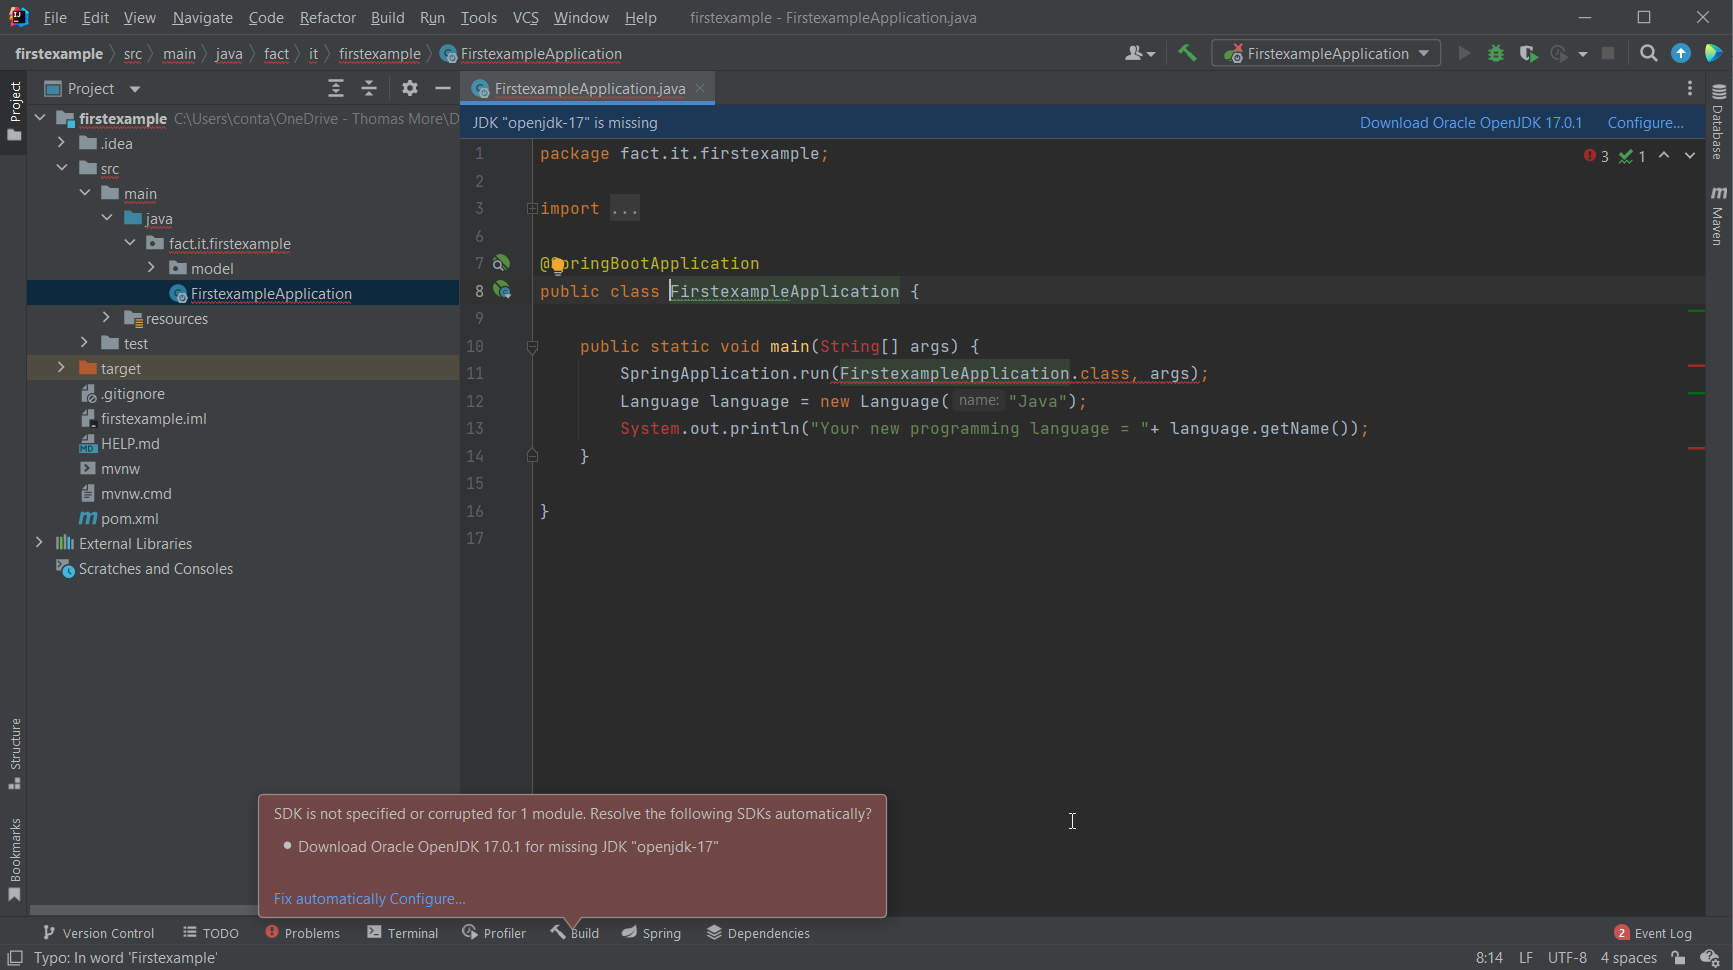 File Edit View Navigate Code Refactor Build Run Tools VCS Window Help firstexample - FirstexampleApplication.java
firstexample src main java fact it firstexample FirstexampleApplication FirstexampleApplication
Project
Project
FirstexampleApplication.java
firstexample C:\Users\conta\OneDrive - Thomas More\D
.idea
src
main
java
fact.it.firstexample
model
FirstexampleApplication
resources
test
target
.gitignore
firstexample.iml
HELP.md
mvnw
mvnw.cmd
pom.xml
External Libraries
Scratches and Consoles
JDK "openjdk-17" is missing Download Oracle OpenJDK 17.0.1 Configure...
3 1
1 package fact.it.firstexample;
2
3 import ...
6
7 @SpringBootApplication
8 public class FirstexampleApplication {
9
10 public static void main(String[] args) {
11 SpringApplication.run(FirstexampleApplication.class, args);
12 Language language = new Language( name: "Java");
13 System.out.println("Your new programming language = "+ language.getName());
14 }
15
16 }
17
Database
m Maven
Structure
Bookmarks
SDK is not specified or corrupted for 1 module. Resolve the following SDKs automatically?
• Download Oracle OpenJDK 17.0.1 for missing JDK "openjdk-17"
Fix automatically Configure...
Version Control TODO Problems Terminal Profiler Build Spring Dependencies 2 Event Log
Typo: In word 'Firstexample' 8:14 LF UTF-8 4 spaces